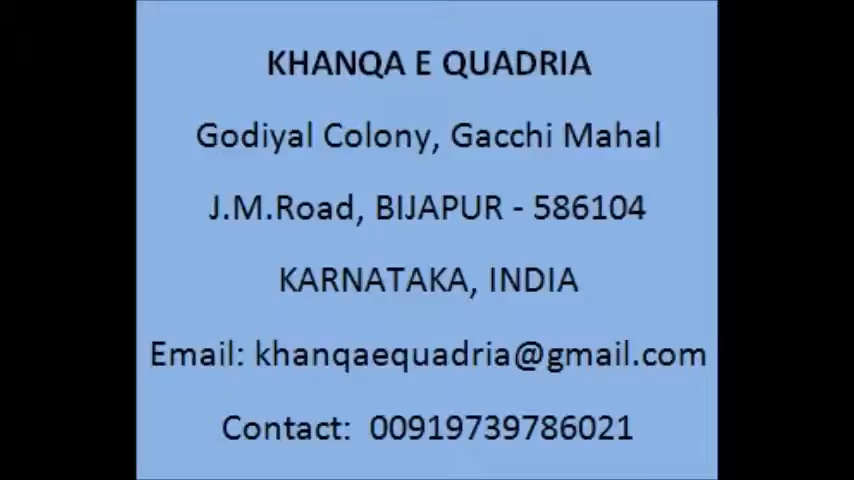 KHANQA E QUADRIA
Godiyal Colony, Gacchi Mahal
J.M.Road, BIJAPUR - 586104
KARNATAKA, INDIA
Email: khanqaequadria@gmail.com
Contact:  00919739786021